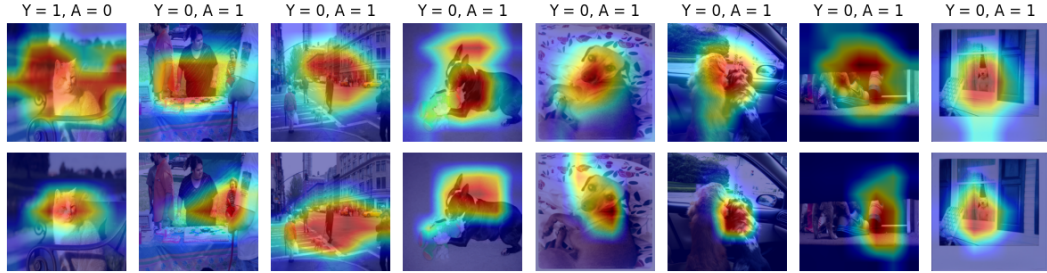 Y = 1, A = 0 Y = 0, A = 1 Y = 0, A = 1 Y = 0, A = 1 Y = 0, A = 1 Y = 0, A = 1 Y = 0, A = 1 Y = 0, A = 1